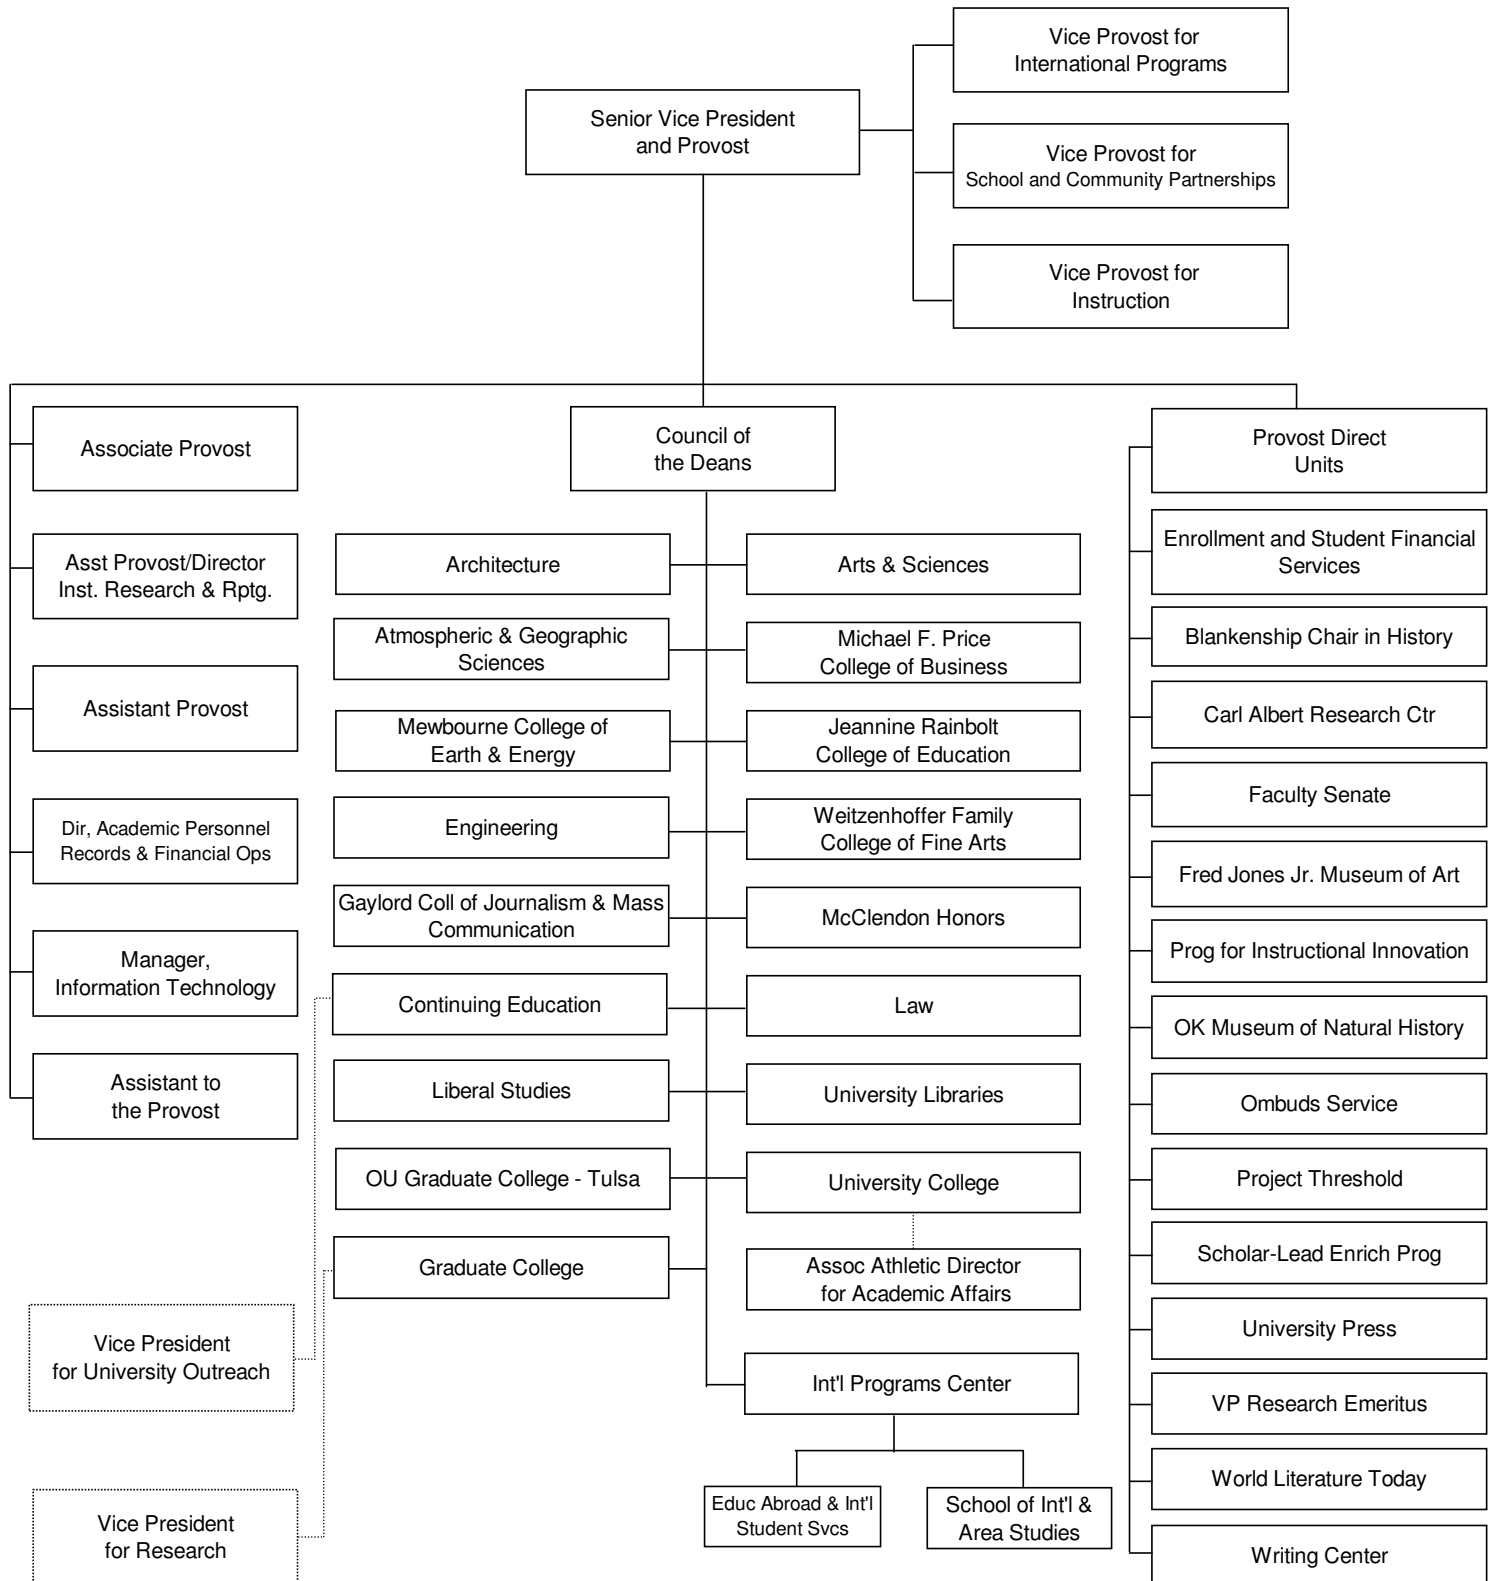 Vice Provost for
International Programs
Senior Vice President
and Provost
Vice Provost for
School and Community Partnerships
Vice Provost for
Instruction
Associate Provost
Asst Provost/Director
Inst. Research & Rptg.
Assistant Provost
Dir, Academic Personnel
Records & Financial Ops
Manager,
Information Technology
Assistant to
the Provost
Vice President
for University Outreach
Vice President
for Research
Council of
the Deans
Architecture
Arts & Sciences
Atmospheric & Geographic
Sciences
Michael F. Price
College of Business
Mewbourne College of
Earth & Energy
Jeannine Rainbolt
College of Education
Engineering
Weitzenhoffer Family
College of Fine Arts
Gaylord Coll of Journalism & Mass
Communication
McClendon Honors
Continuing Education
Law
Liberal Studies
University Libraries
OU Graduate College - Tulsa
University College
Graduate College
Assoc Athletic Director
for Academic Affairs
Int'l Programs Center
Educ Abroad & Int'l
Student Svcs
School of Int'l &
Area Studies
Provost Direct
Units
Enrollment and Student Financial
Services
Blankenship Chair in History
Carl Albert Research Ctr
Faculty Senate
Fred Jones Jr. Museum of Art
Prog for Instructional Innovation
OK Museum of Natural History
Ombuds Service
Project Threshold
Scholar-Lead Enrich Prog
University Press
VP Research Emeritus
World Literature Today
Writing Center